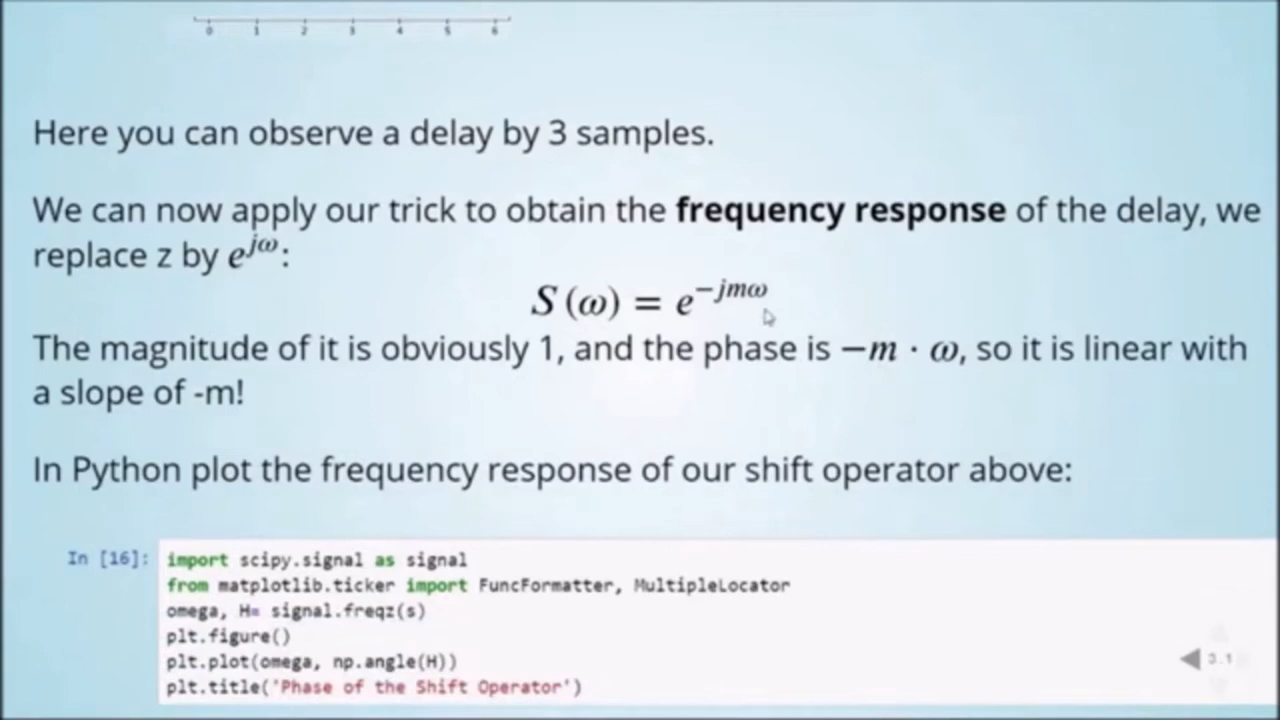 0 1 2 3 4 5 6
Here you can observe a delay by 3 samples.
We can now apply our trick to obtain the frequency response of the delay, we
replace z by e^{jω}:
S (ω) = e^{−jmω}
The magnitude of it is obviously 1, and the phase is −m · ω, so it is linear with
a slope of -m!
In Python plot the frequency response of our shift operator above:
In [16]: import scipy.signal as signal
from matplotlib.ticker import FuncFormatter, MultipleLocator
omega, H= signal.freqz(s)
plt.figure()
plt.plot(omega, np.angle(H))
plt.title('Phase of the Shift Operator')
3.1